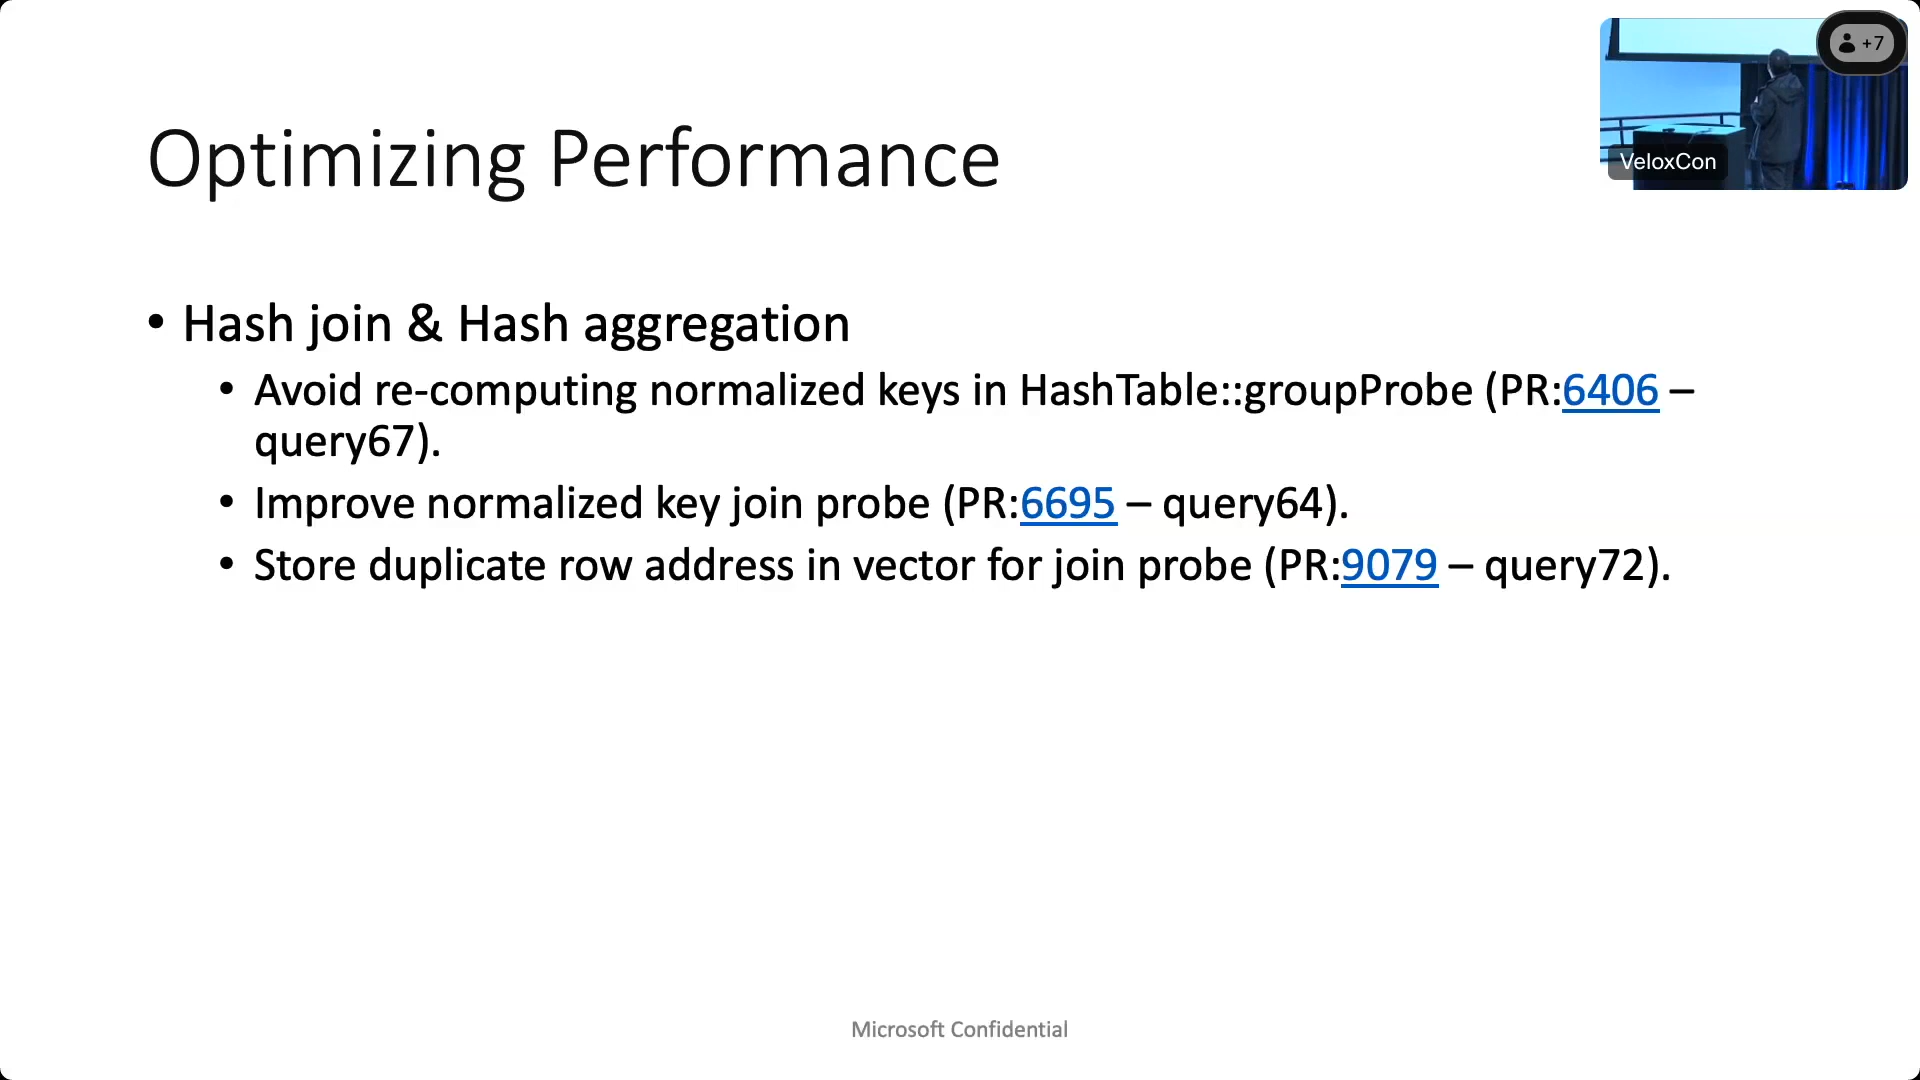 +7
VeloxCon
Optimizing Performance
• Hash join & Hash aggregation
• Avoid re-computing normalized keys in HashTable::groupProbe (PR:6406 –
query67).
• Improve normalized key join probe (PR:6695 – query64).
• Store duplicate row address in vector for join probe (PR:9079 – query72).
Microsoft Confidential